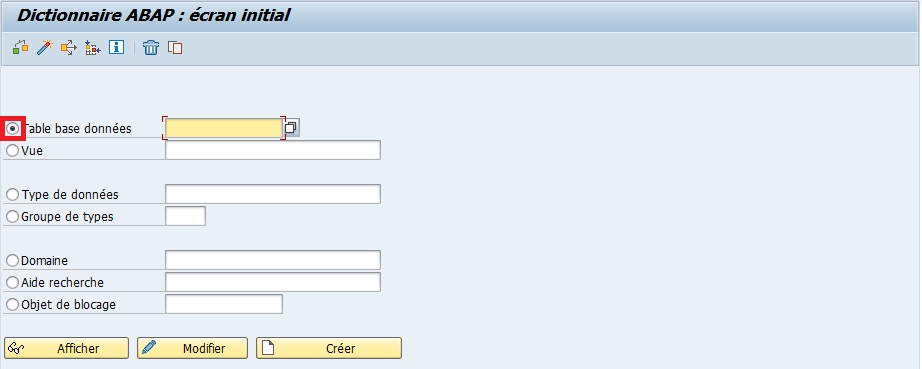 Dictionnaire ABAP : écran initial
Table base données
Vue
Type de données
Groupe de types
Domaine
Aide recherche
Objet de blocage
Afficher Modifier Créer